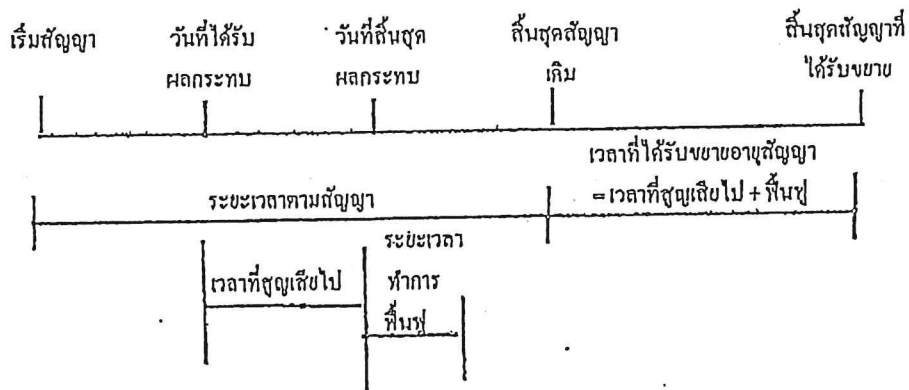 เริ่มสัญญา
วันที่ได้รับ
ผลกระทบ
วันที่สิ้นสุด
ผลกระทบ
สิ้นสุดสัญญา
เดิม
สิ้นสุดสัญญาที่
ได้รับขยาย
เวลาที่ได้รับขยายอายุสัญญา
=เวลาที่สูญเสียไป + ฟื้นฟู
ระยะเวลาตามสัญญา
เวลาที่สูญเสียไป
ระยะเวลา
ทำการ
ฟื้นฟู